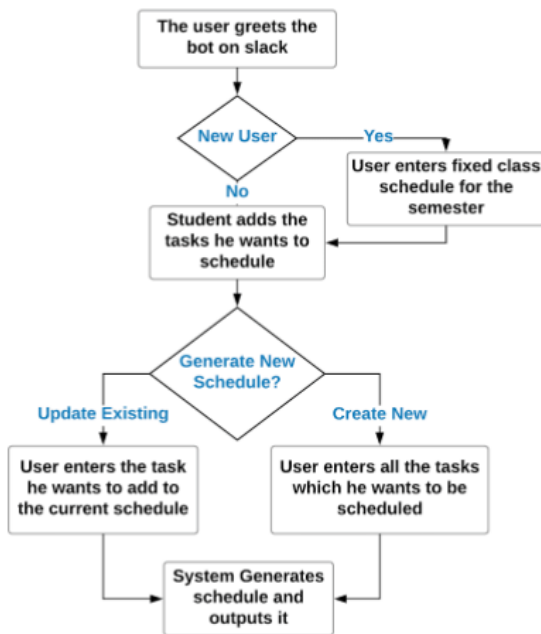 The user greets the
bot on slack
New User
Yes
User enters fixed class
schedule for the
semester
No
Student adds the
tasks he wants to
schedule
Generate New
Schedule?
Update Existing
Create New
User enters the task
he wants to add to
the current schedule
User enters all the tasks
which he wants to be
scheduled
System Generates
schedule and
outputs it